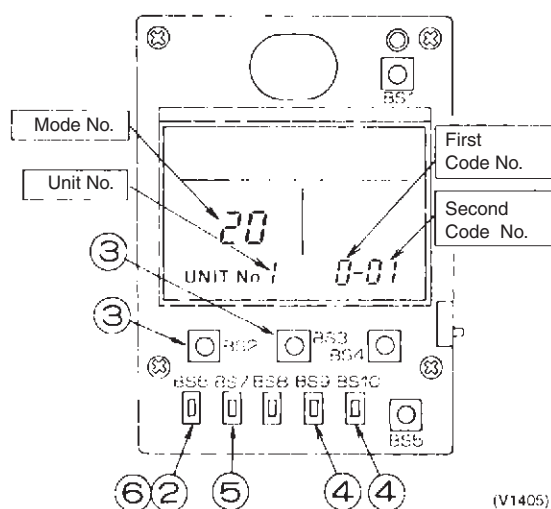 BS1
Mode No.
First
Code No.
Unit No.
Second
Code No.
20
UNIT No 1 0-01
③
③
BS2 BS3 BS4
BS6 BS7 BS8 BS9 BS10
BS5
⑥ ② ⑤ ④ ④
(V1405)